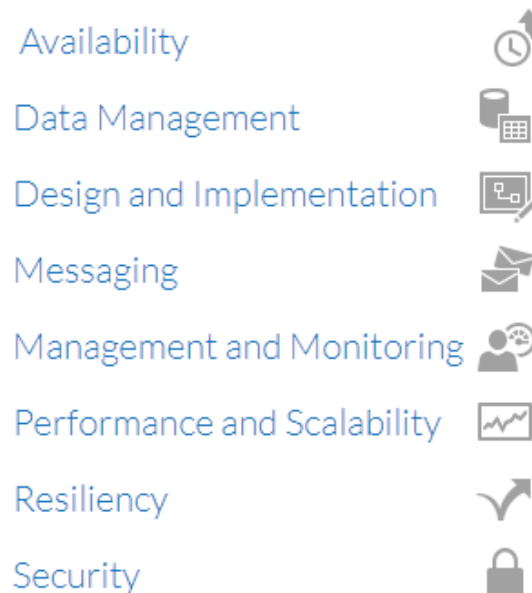 Availability
Data Management
Design and Implementation
Messaging
Management and Monitoring
Performance and Scalability
Resiliency
Security